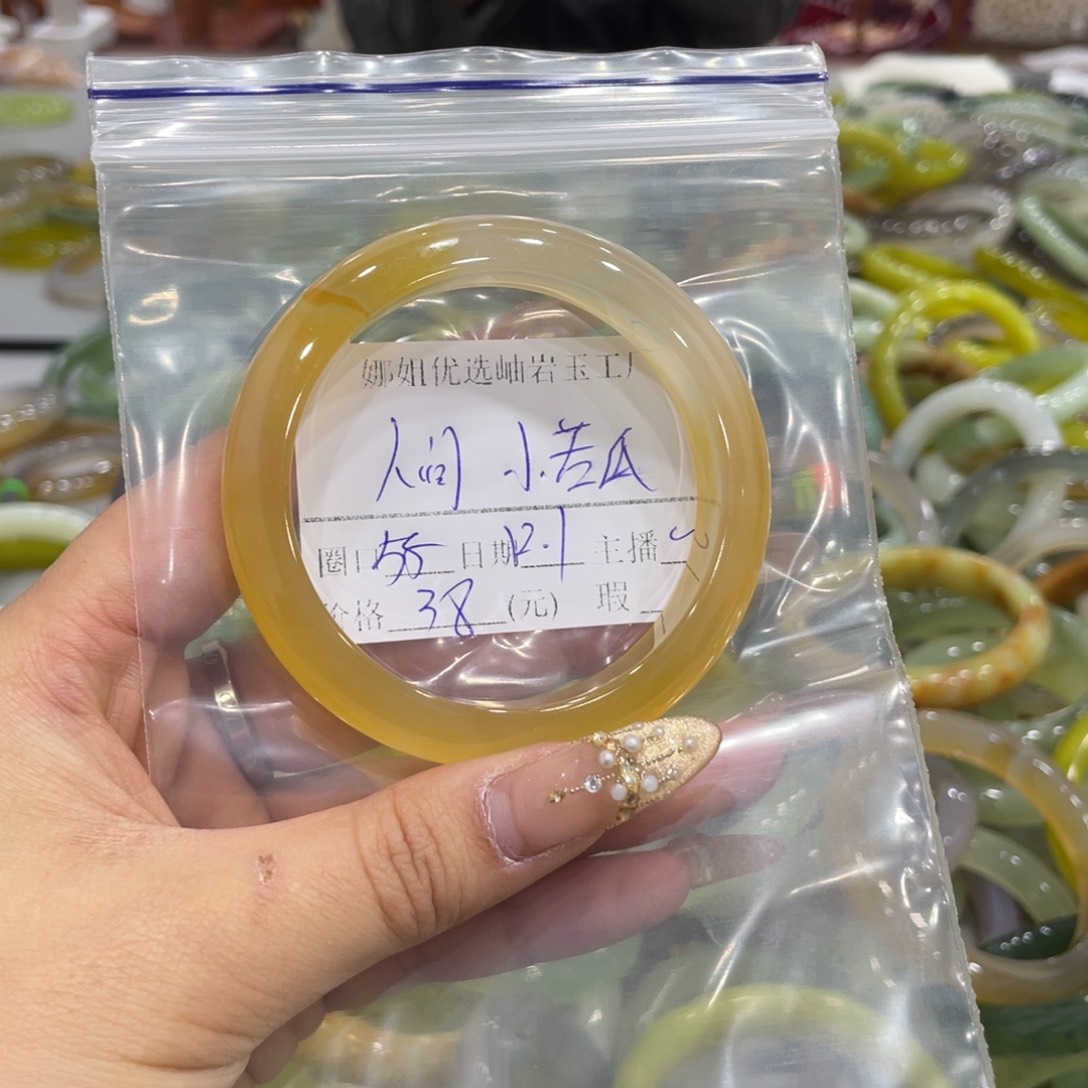 娜姐优选岫岩玉工厂
人间 小苦瓜
圈口 55 日期 12.1 主播
价格 38 (元) 瑕